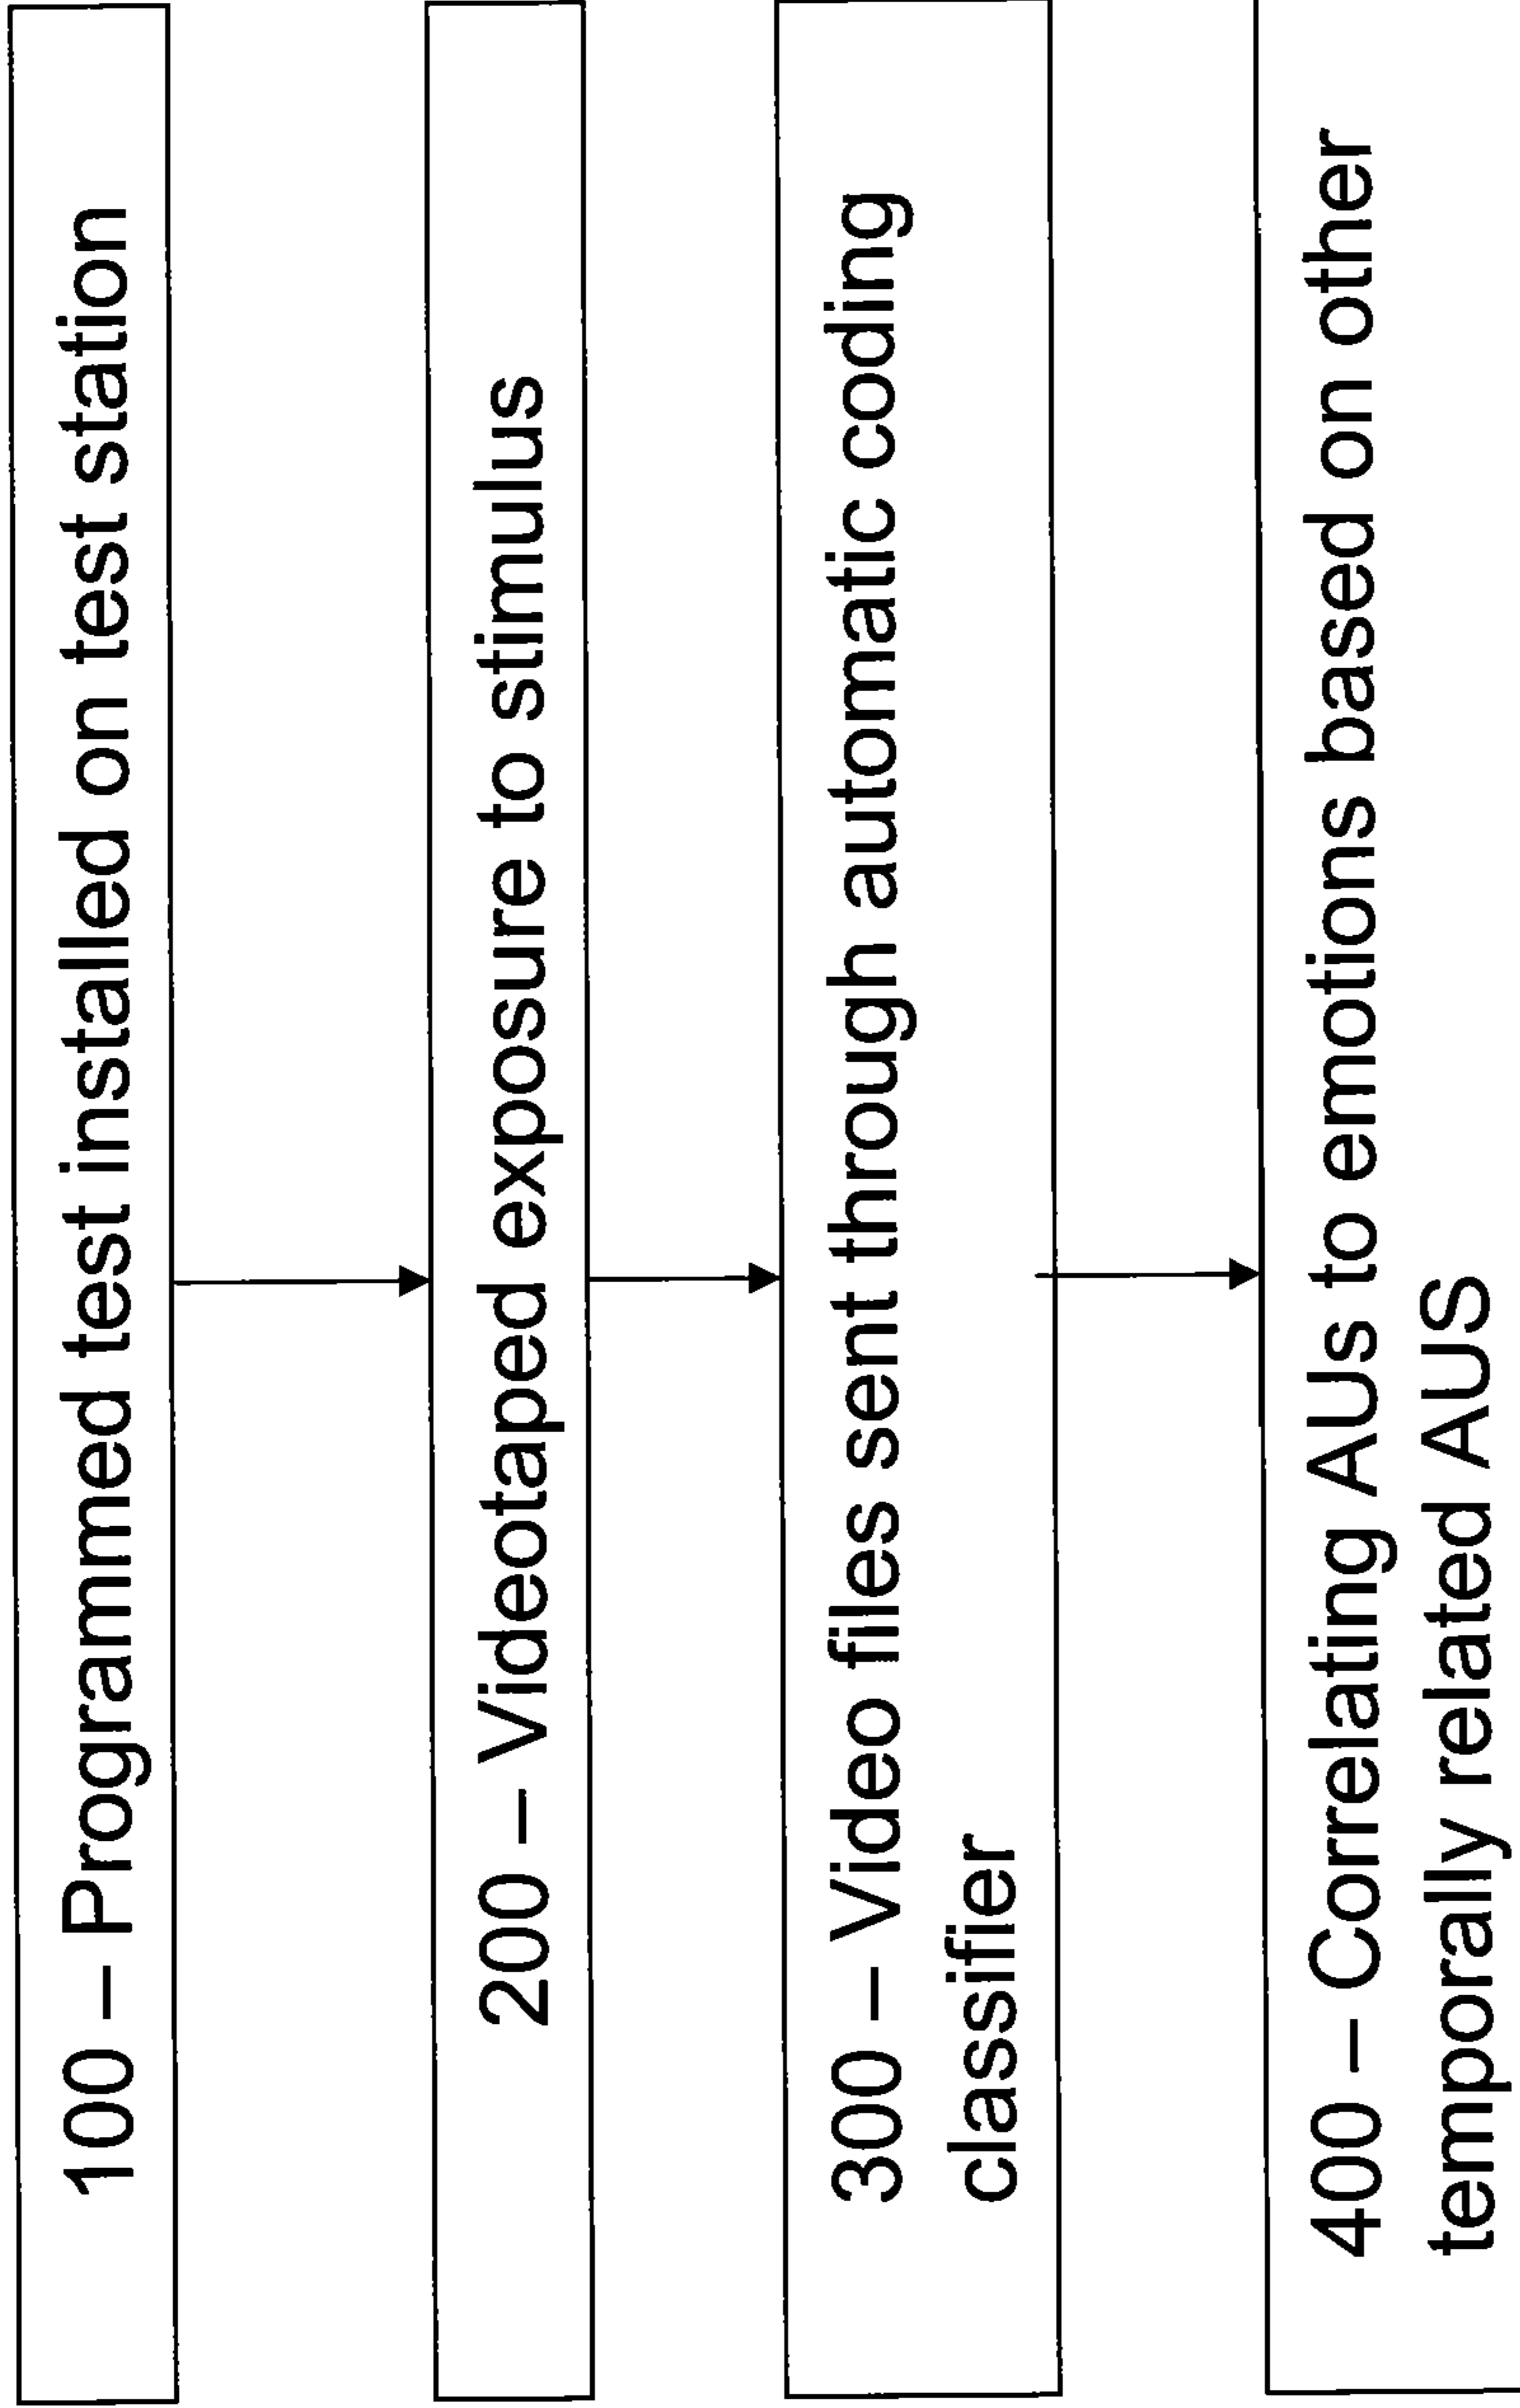 100 – Programmed test installed on test station
200 – Videotaped exposure to stimulus
300 – Video files sent through automatic coding
classifier
400 – Correlating AUs to emotions based on other
temporally related AUS